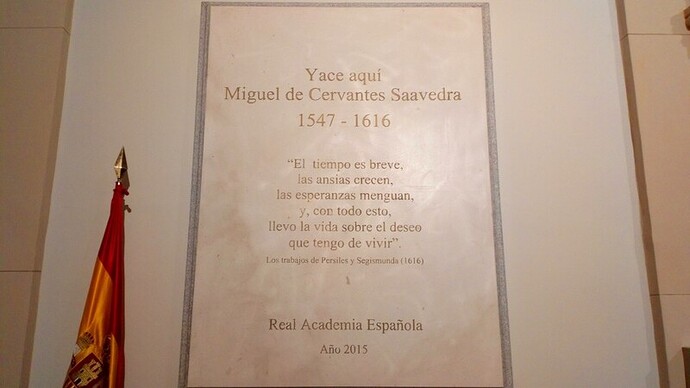 Yace aquí
Miguel de Cervantes Saavedra
1547 - 1616
“El tiempo es breve,
las ansias crecen,
las esperanzas menguan,
y, con todo esto,
llevo la vida sobre el deseo
que tengo de vivir”.
Los trabajos de Persiles y Segismunda (1616)
Real Academia Española
Año 2015